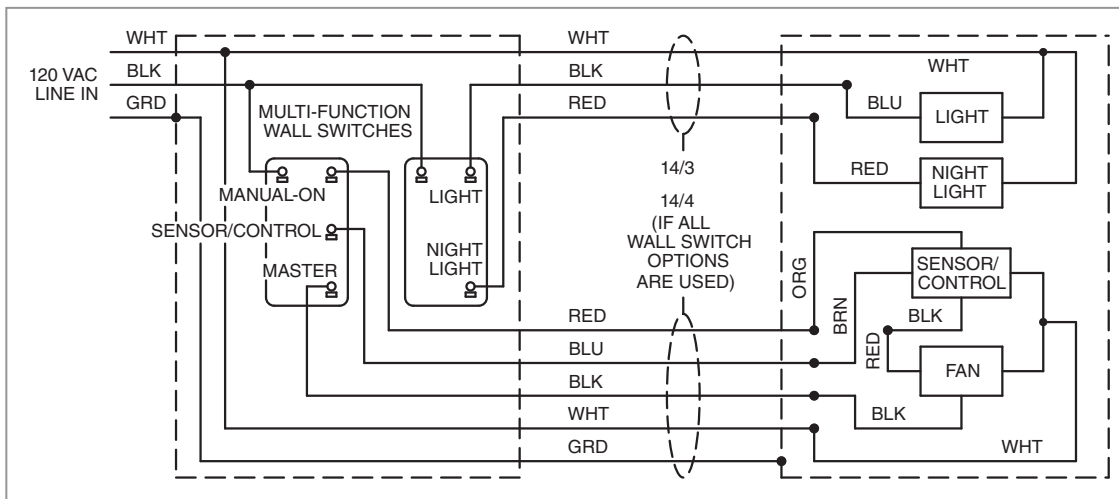 WHT
BLK
GRD
120 VAC
LINE IN
MULTI-FUNCTION
WALL SWITCHES
MANUAL-ON
SENSOR/CONTROL
MASTER
LIGHT
NIGHT
LIGHT
WHT
BLK
RED
14/3
14/4
(IF ALL
WALL SWITCH
OPTIONS
ARE USED)
RED
BLU
BLK
WHT
GRD
WHT
BLU
LIGHT
RED
NIGHT
LIGHT
ORG
BRN
SENSOR/
CONTROL
BLK
RED
FAN
BLK
WHT